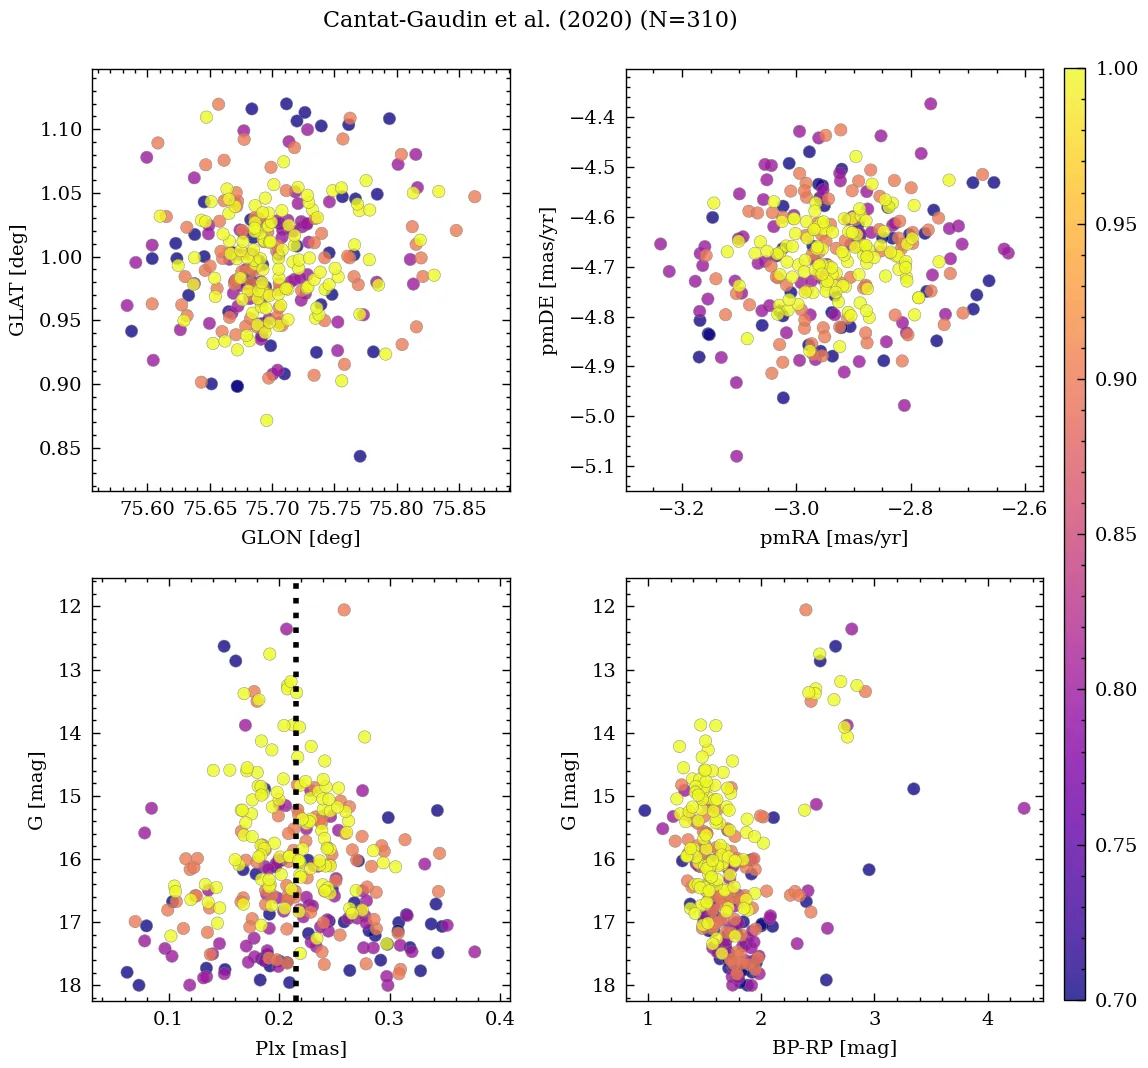 Cantat-Gaudin et al. (2020) (N=310)
1.10
1.05
1.00
0.95
0.90
0.85
GLAT [deg]
75.60 75.65 75.70 75.75 75.80 75.85
GLON [deg]
−4.4
−4.5
−4.6
−4.7
−4.8
−4.9
−5.0
−5.1
pmDE [mas/yr]
−3.2 −3.0 −2.8 −2.6
pmRA [mas/yr]
1.00
0.95
0.90
0.85
0.80
0.75
0.70
12
13
14
15
16
17
18
G [mag]
0.1 0.2 0.3 0.4
Plx [mas]
12
13
14
15
16
17
18
G [mag]
1 2 3 4
BP-RP [mag]